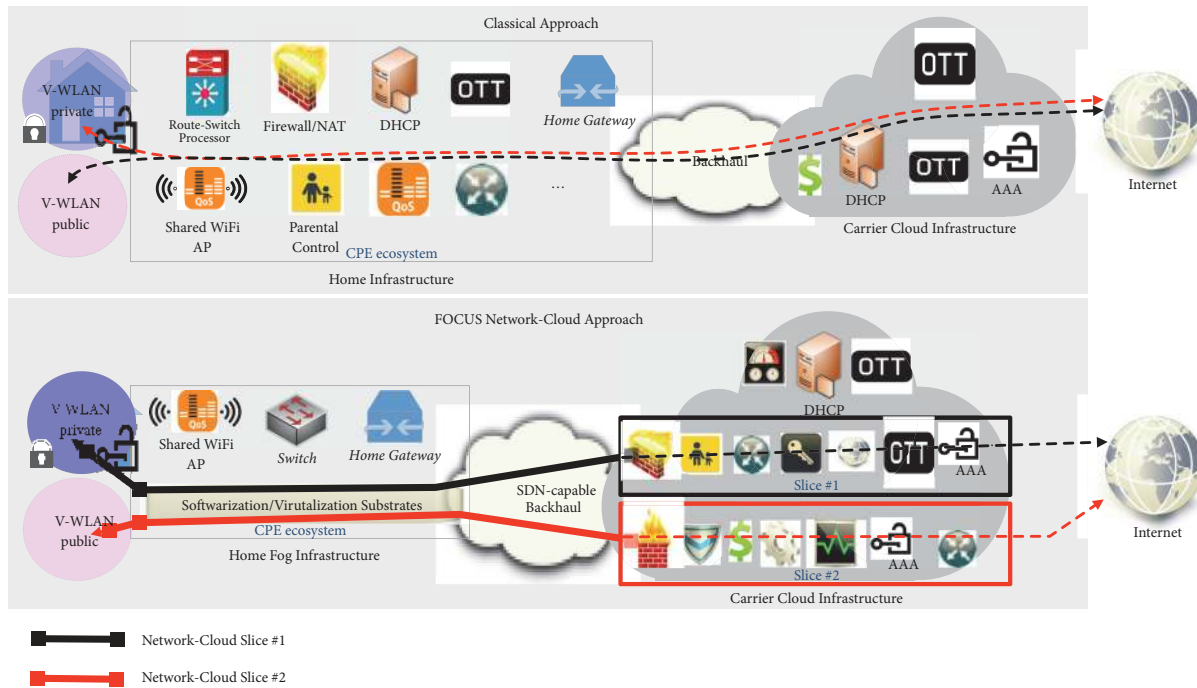 Classical Approach
V-WLAN
private
Route-Switch
Processor
Firewall/NAT
DHCP
OTT
Home Gateway
V-WLAN
public
Shared WiFi
AP
QoS
Parental
Control
QoS
...
CPE ecosystem
Home Infrastructure
Backhaul
OTT
$
DHCP
OTT
AAA
Carrier Cloud Infrastructure
Internet
FOCUS Network-Cloud Approach
V-WLAN
private
QoS
Shared WiFi
AP
Switch
Home Gateway
V-WLAN
public
Softwarization/Virutalization Substrates
CPE ecosystem
Home Fog Infrastructure
SDN-capable
Backhaul
DHCP
OTT
OTT
AAA
Slice #1
$
AAA
Slice #2
Carrier Cloud Infrastructure
Internet
Network-Cloud Slice #1
Network-Cloud Slice #2